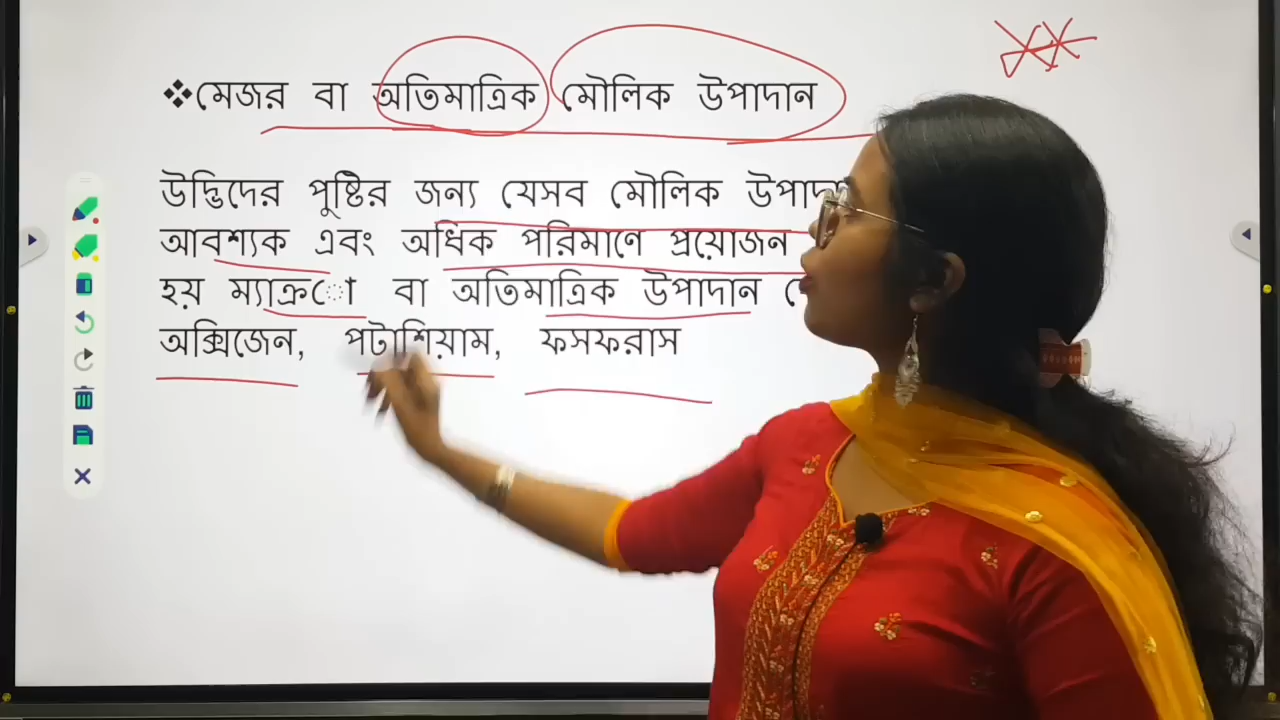 ❖মেজর বা অতিমাত্রিক মৌলিক উপাদান
উদ্ভিদের পুষ্টির জন্য যেসব মৌলিক
আবশ্যক এবং অধিক পরিমাণে প্রয়োজন
হয় ম্যাক্রো বা অতিমাত্রিক উপাদান
অক্সিজেন, পটাশিয়াম, ফসফরাস